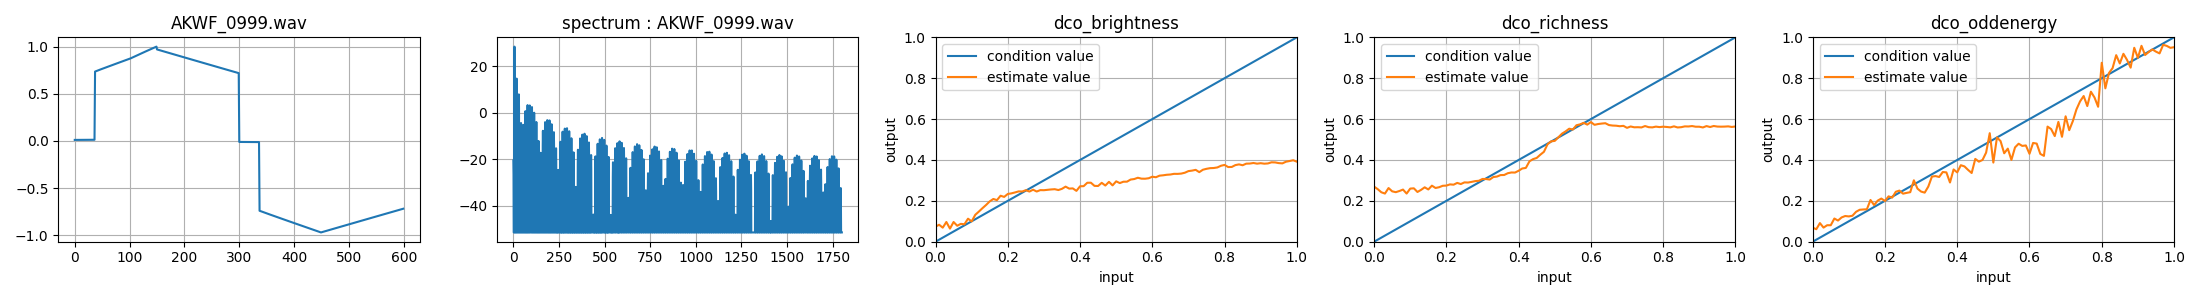 AKWF_0999.wav
1.0
0.5
0.0
−0.5
−1.0
0 100 200 300 400 500 600
spectrum : AKWF_0999.wav
20
0
−20
−40
0 250 500 750 1000 1250 1500 1750
dco_brightness
condition value
estimate value
output
1.0
0.8
0.6
0.4
0.2
0.0
0.0 0.2 0.4 0.6 0.8 1.0
input
dco_richness
condition value
estimate value
output
1.0
0.8
0.6
0.4
0.2
0.0
0.0 0.2 0.4 0.6 0.8 1.0
input
dco_oddenergy
condition value
estimate value
output
1.0
0.8
0.6
0.4
0.2
0.0
0.0 0.2 0.4 0.6 0.8 1.0
input